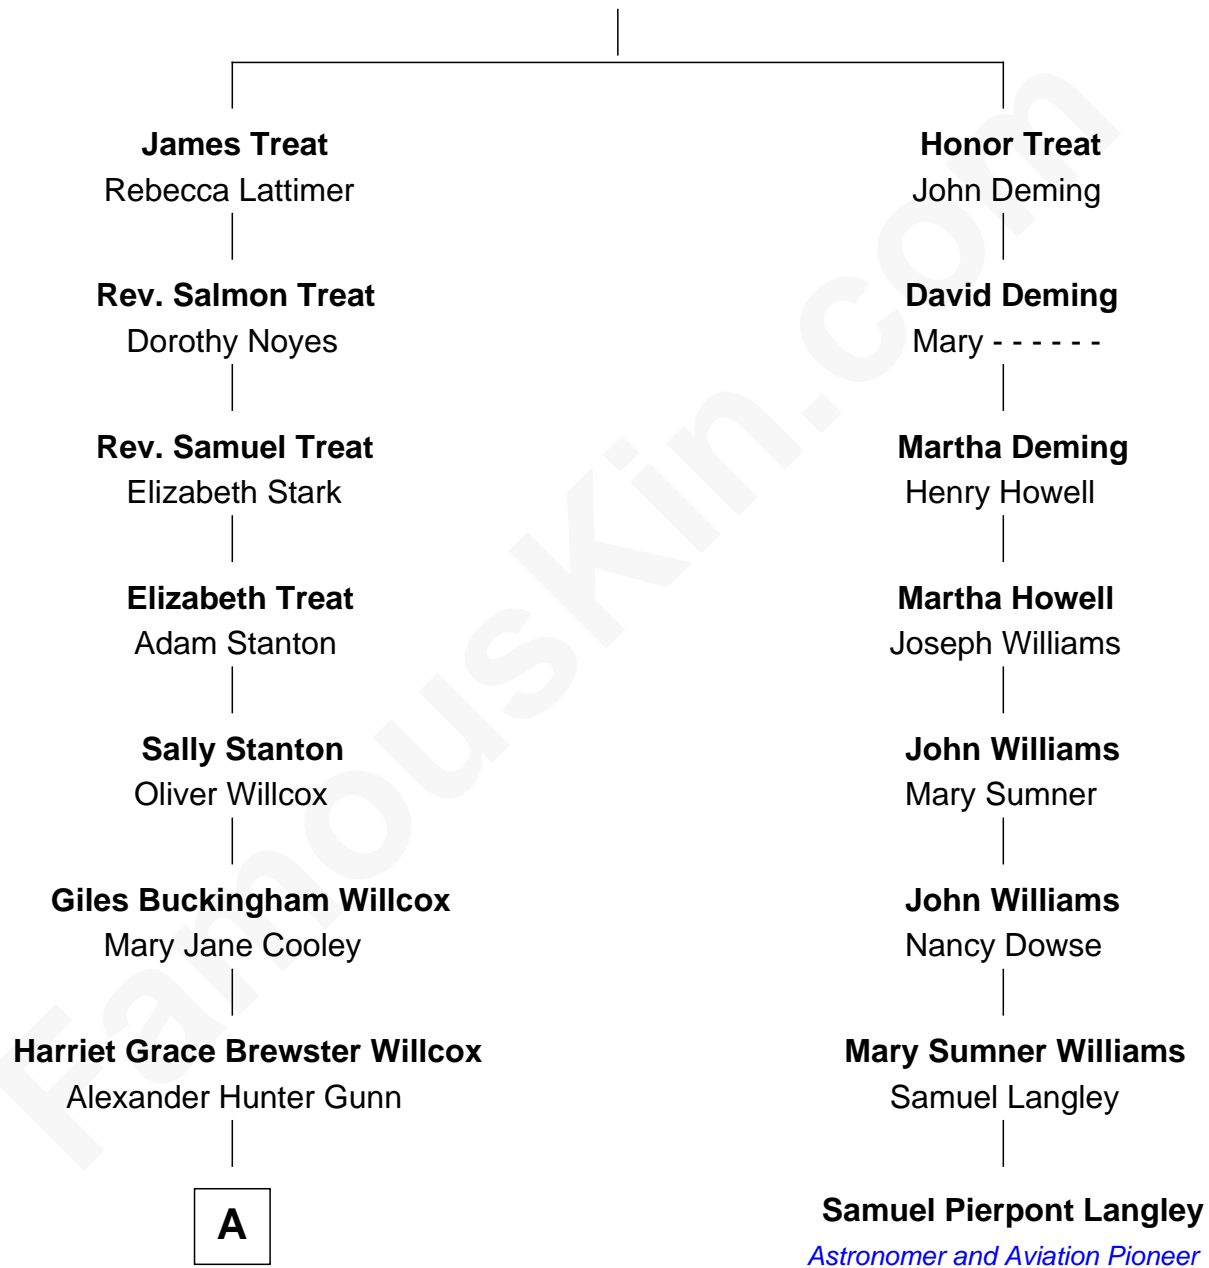 James Treat
Rebecca Lattimer
Rev. Salmon Treat
Dorothy Noyes
Rev. Samuel Treat
Elizabeth Stark
Elizabeth Treat
Adam Stanton
Sally Stanton
Oliver Willcox
Giles Buckingham Willcox
Mary Jane Cooley
Harriet Grace Brewster Willcox
Alexander Hunter Gunn
A
Honor Treat
John Deming
David Deming
Mary - - - - - -
Martha Deming
Henry Howell
Martha Howell
Joseph Williams
John Williams
Mary Sumner
John Williams
Nancy Dowse
Mary Sumner Williams
Samuel Langley
Samuel Pierpont Langley
Astronomer and Aviation Pioneer
FamousKin.com